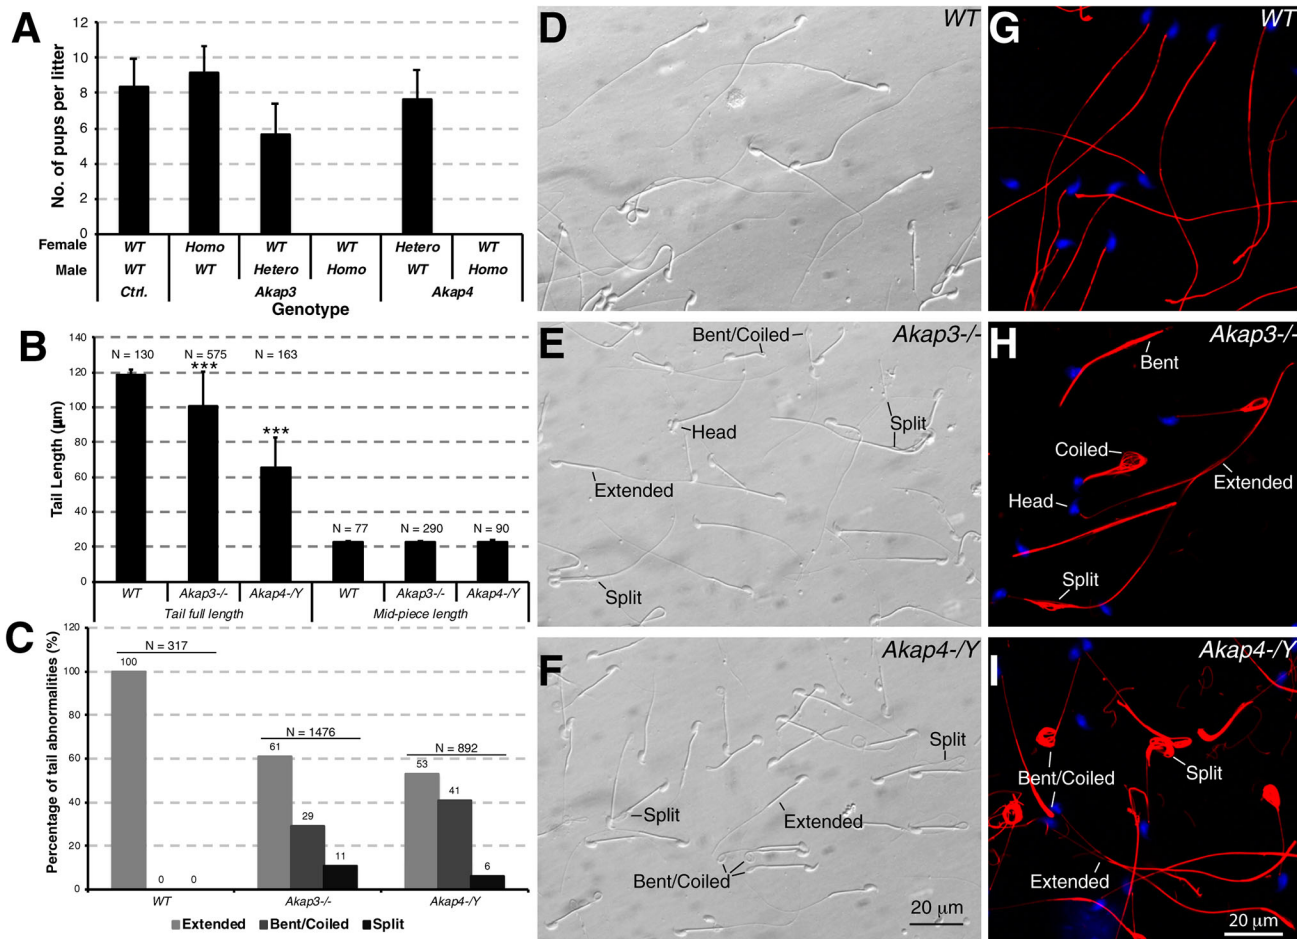 A
No. of pups per litter
12
10
8
6
4
2
0
Female WT Homo WT WT Hetero WT
Male WT WT Hetero Homo WT Homo
Ctrl. Akap3 Akap4
Genotype
B
Tail Length (µm)
140
120
100
80
60
40
20
0
N = 130 N = 575 N = 163
*** 
***
N = 77 N = 290 N = 90
WT Akap3-/- Akap4-/Y WT Akap3-/- Akap4-/Y
Tail full length Mid-piece length
C
Percentage of tail abnormalities (%)
120
100
80
60
40
20
0
N = 317
100 0 0
N = 1476
61 29 11
N = 892
53 41 6
WT Akap3-/- Akap4-/Y
Extended Bent/Coiled Split
D WT
E Akap3-/-
Bent/Coiled
Split
Head
Extended
Split
F Akap4-/Y
Split
Split
Extended
Bent/Coiled
20 µm
G WT
H Akap3-/-
Bent
Coiled
Extended
Head
Split
I Akap4-/Y
Bent/Coiled
Split
Extended
20 µm